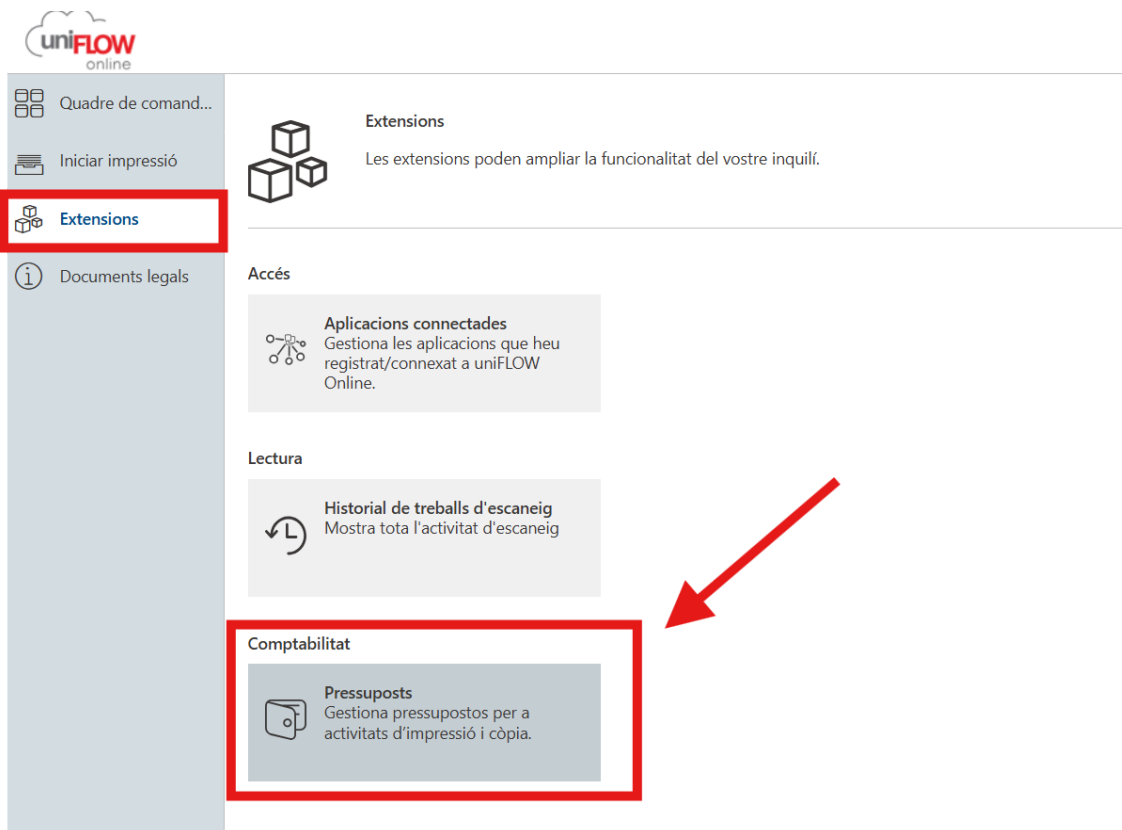 uniFLOW
online
Quadre de comand...
Iniciar impressió
Extensions
Documents legals
Extensions
Les extensions poden ampliar la funcionalitat del vostre inquilí.
Accés
Aplicacions connectades
Gestiona les aplicacions que heu
registrat/connexat a uniFLOW
Online.
Lectura
Historial de treballs d'escaneig
Mostra tota l'activitat d'escaneig
Comptabilitat
Pressuposts
Gestiona pressupostos per a
activitats d'impressió i còpia.